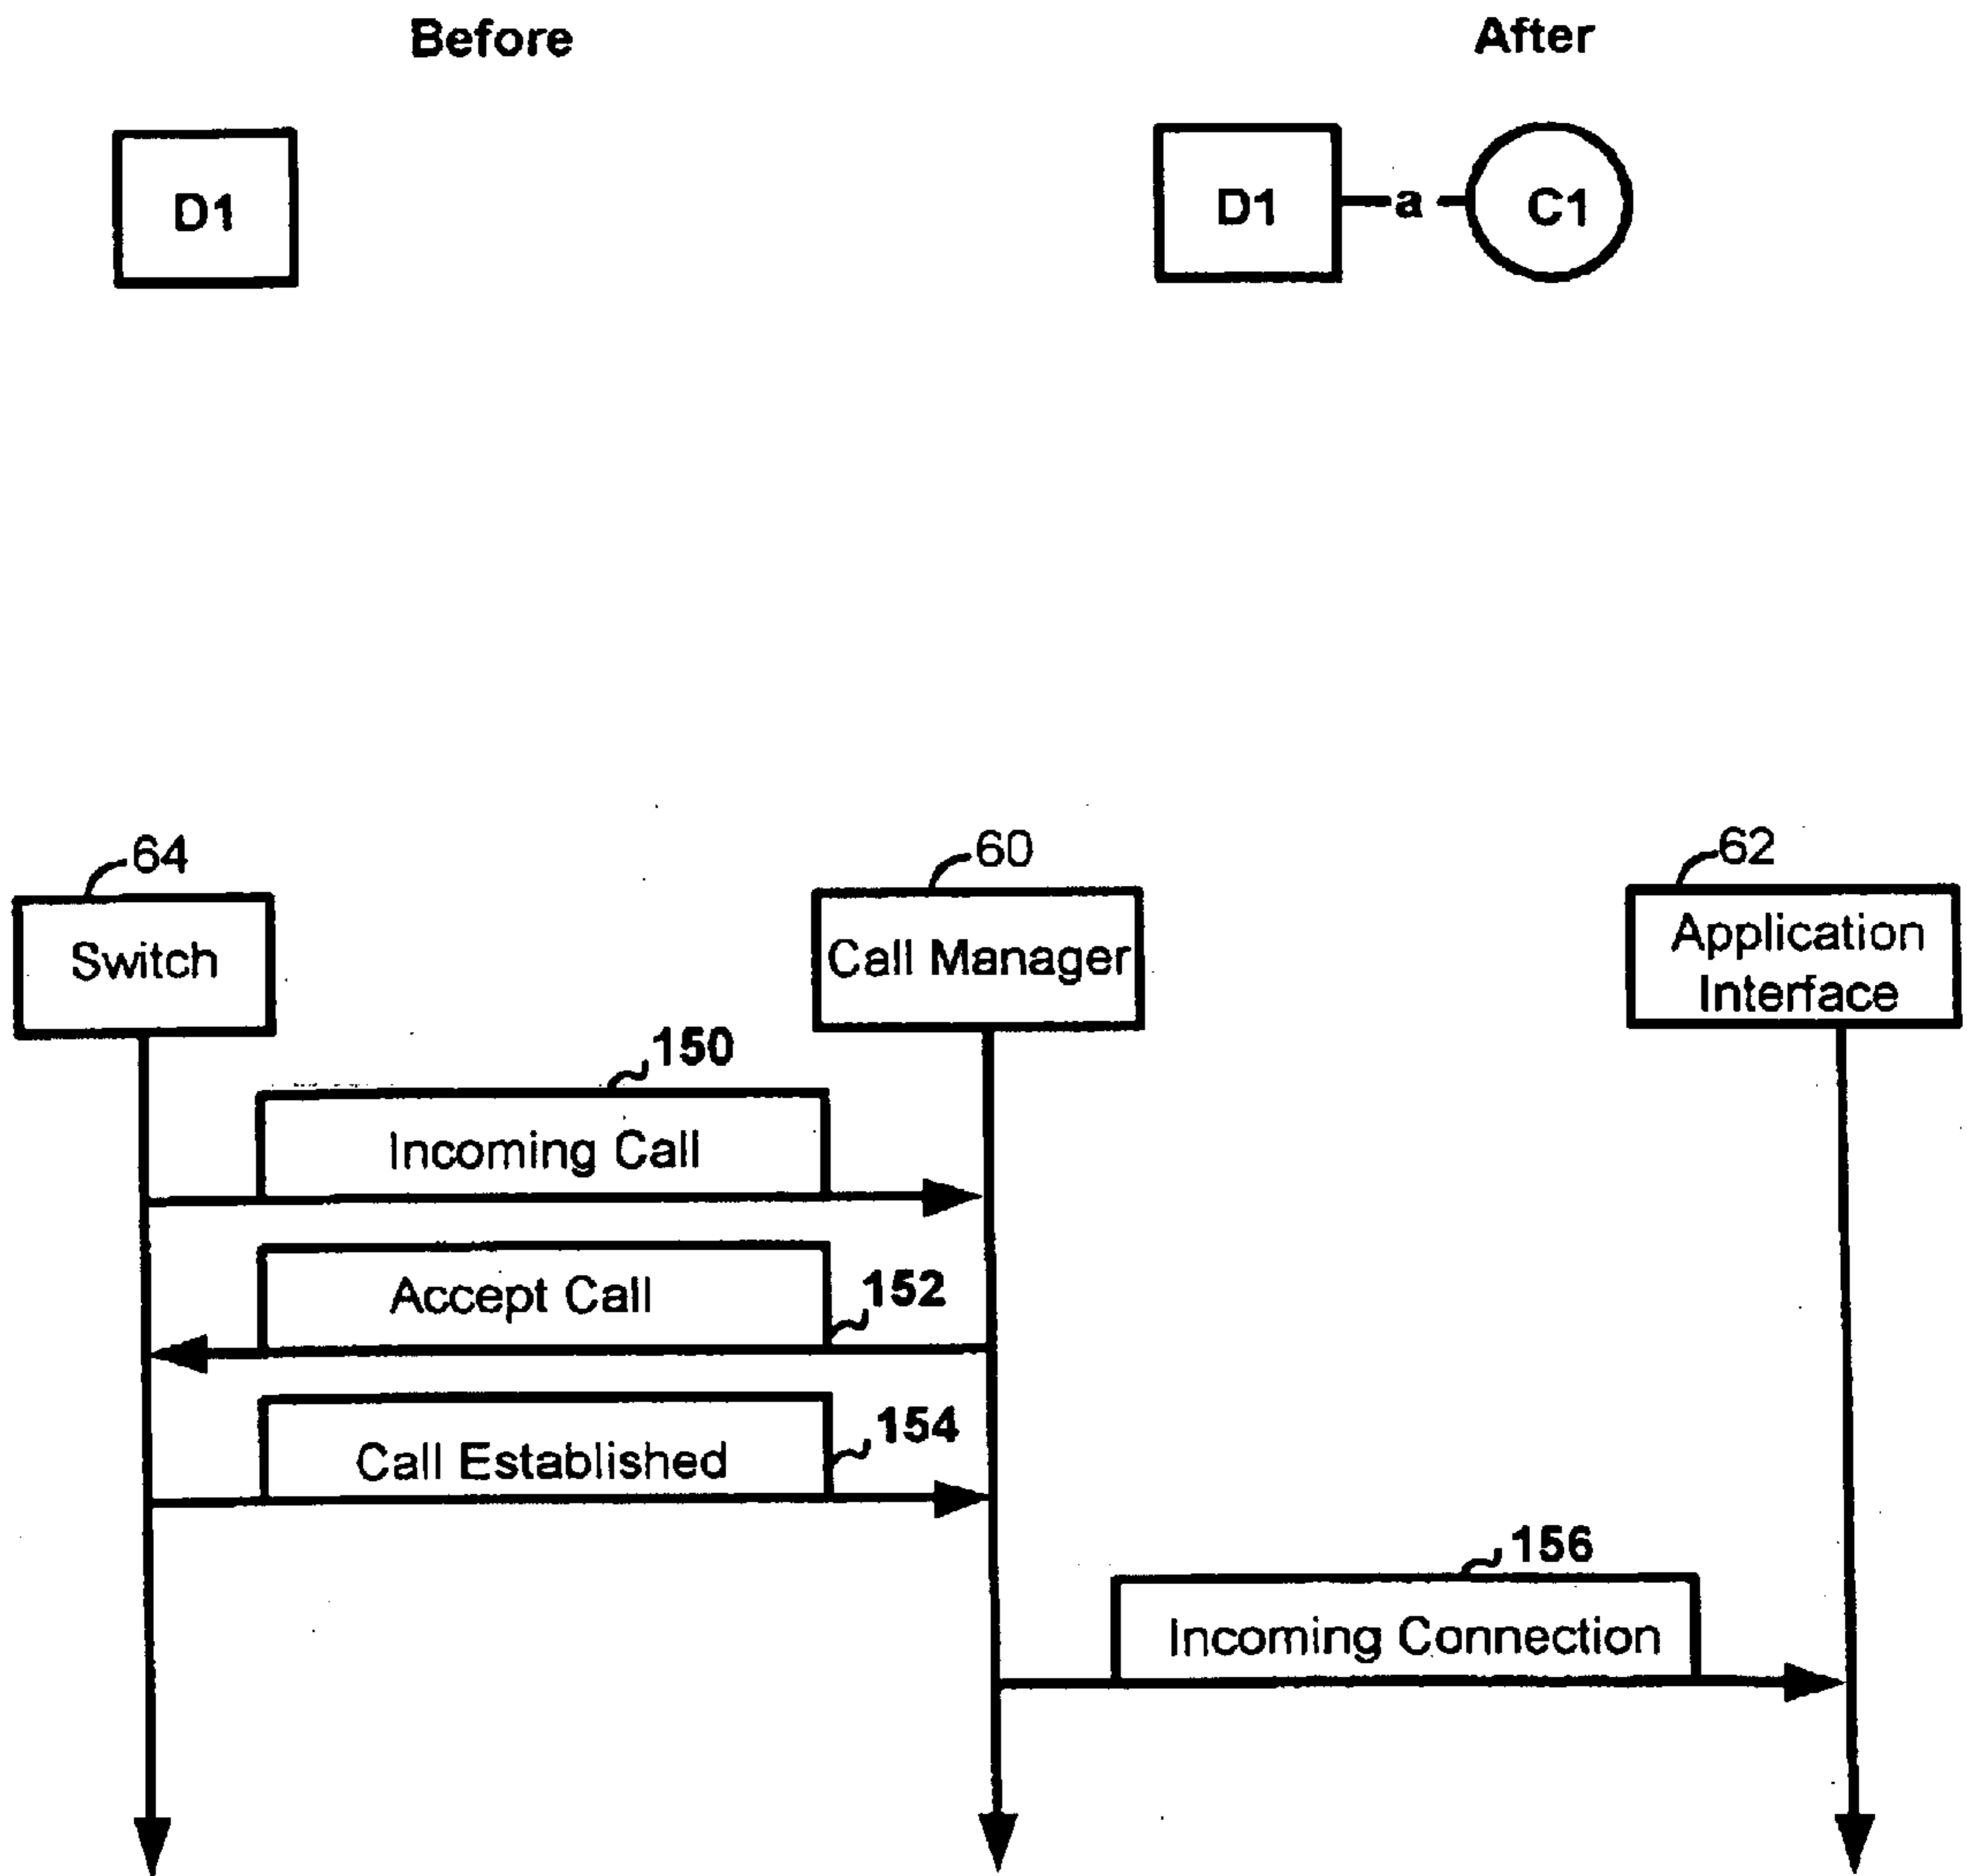 Before
After
D1
D1
a
C1
64
60
62
Switch
Call Manager
Application
Interface
150
Incoming Call
Accept Call
152
Call Established
154
156
Incoming Connection